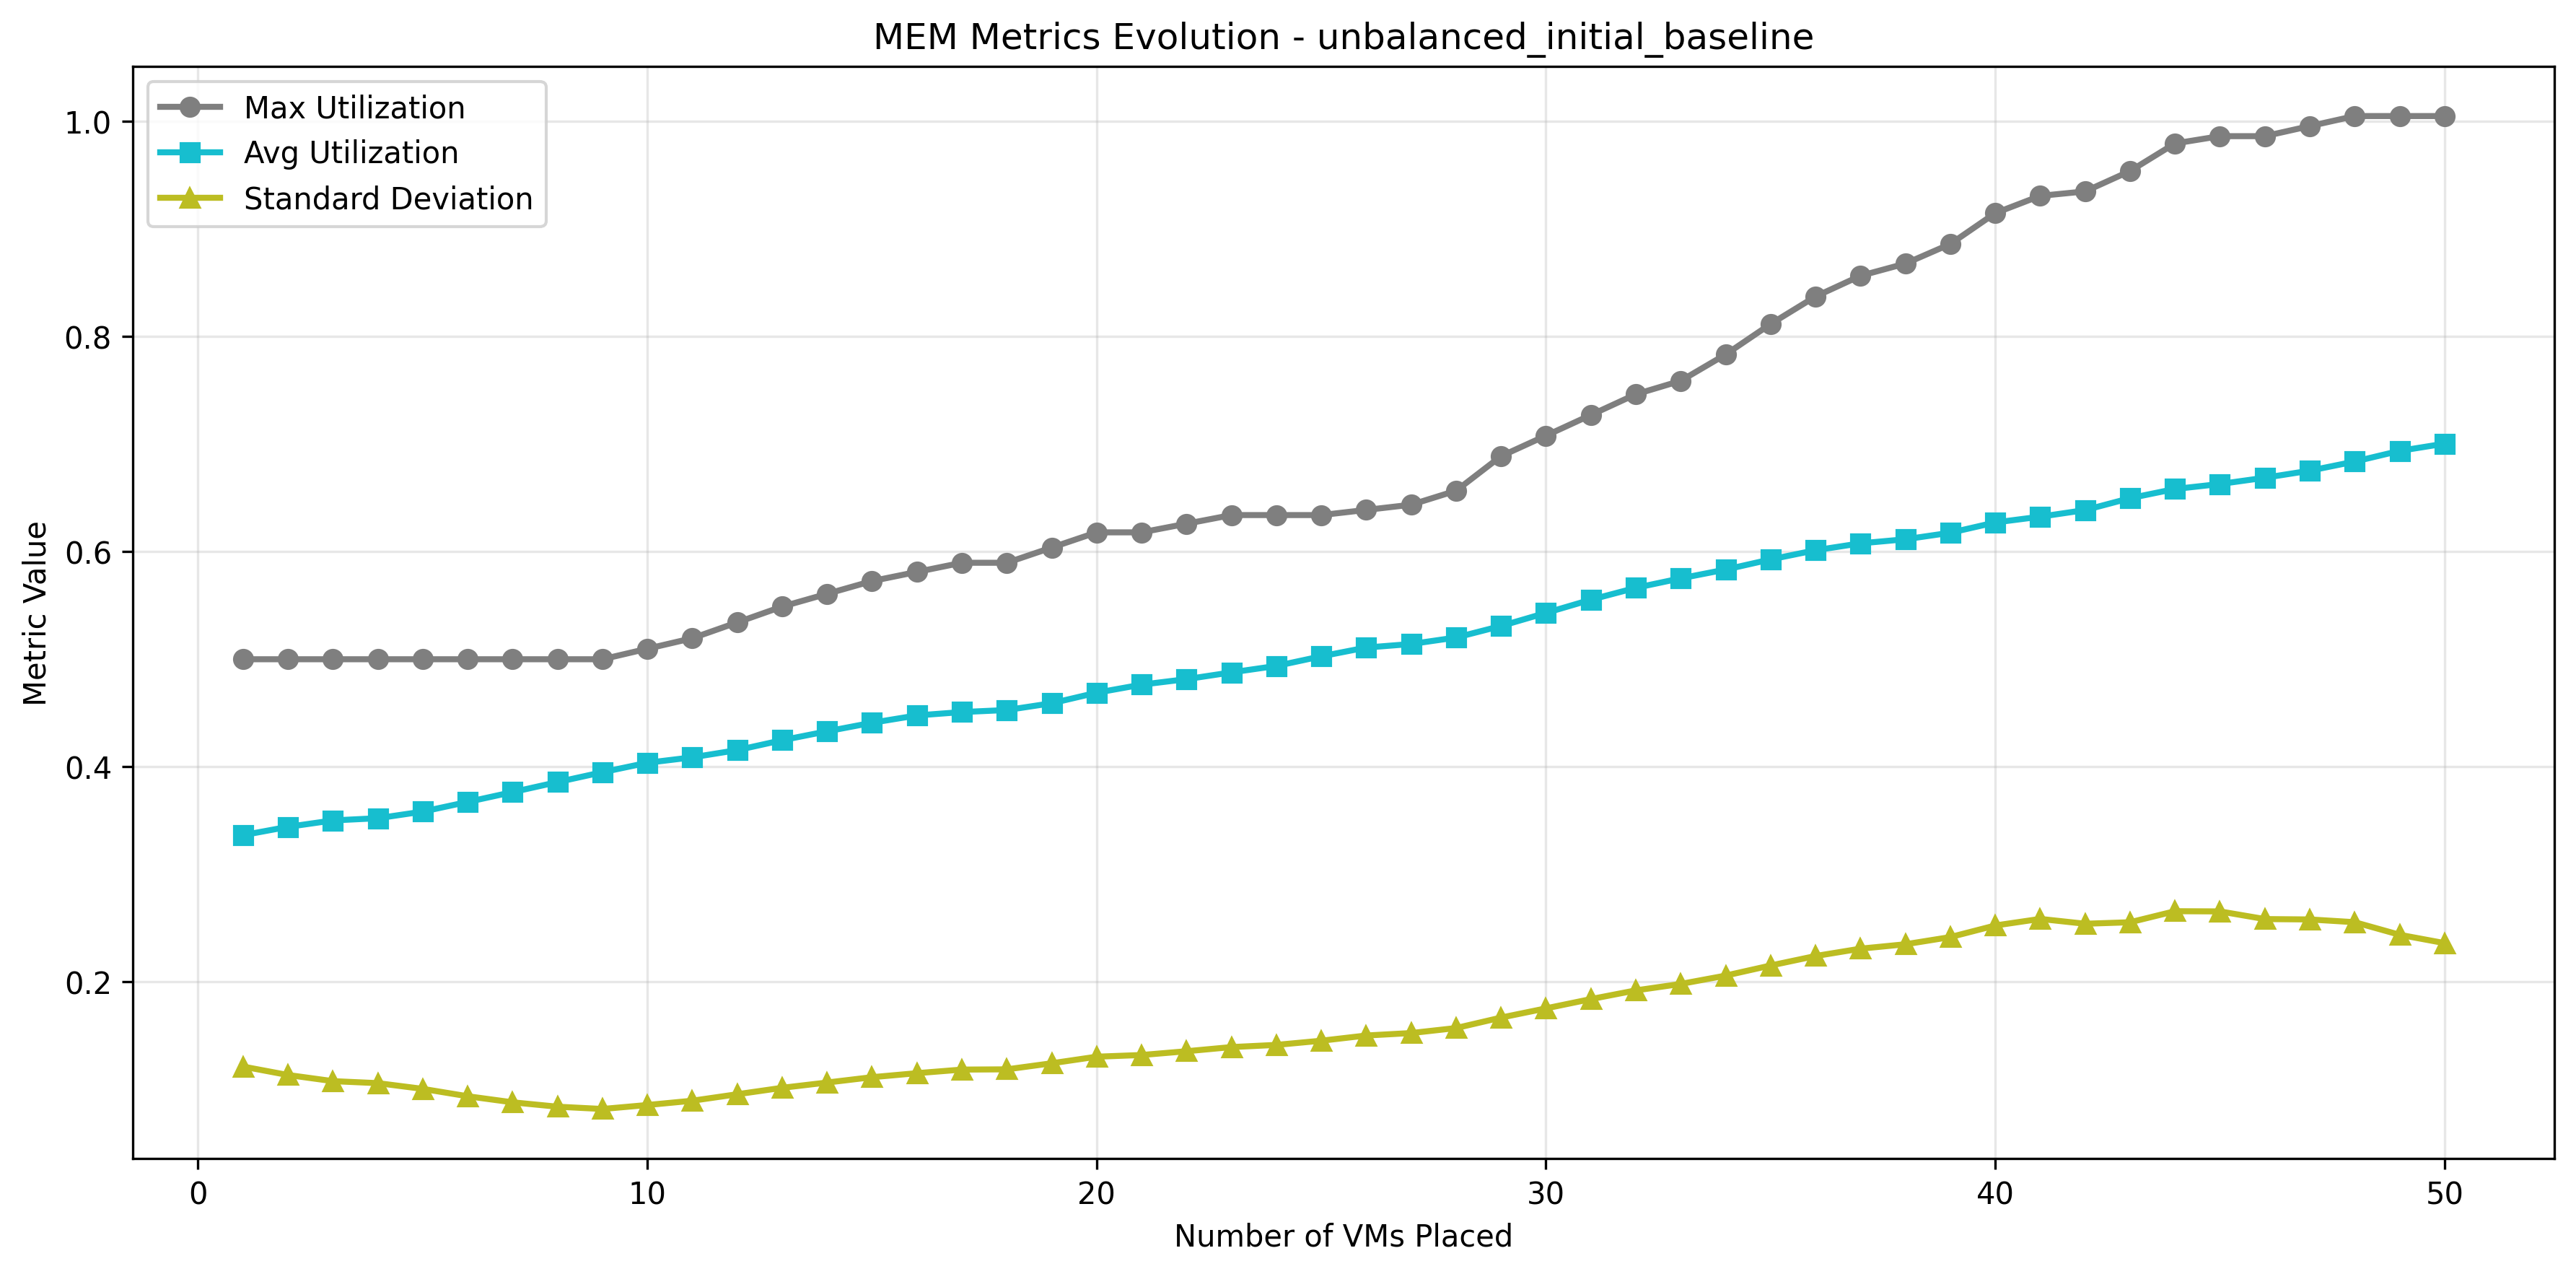 MEM Metrics Evolution - unbalanced_initial_baseline
Max Utilization
Avg Utilization
Standard Deviation
1.0
0.8
0.6
0.4
0.2
Metric Value
0
10
20
30
40
50
Number of VMs Placed